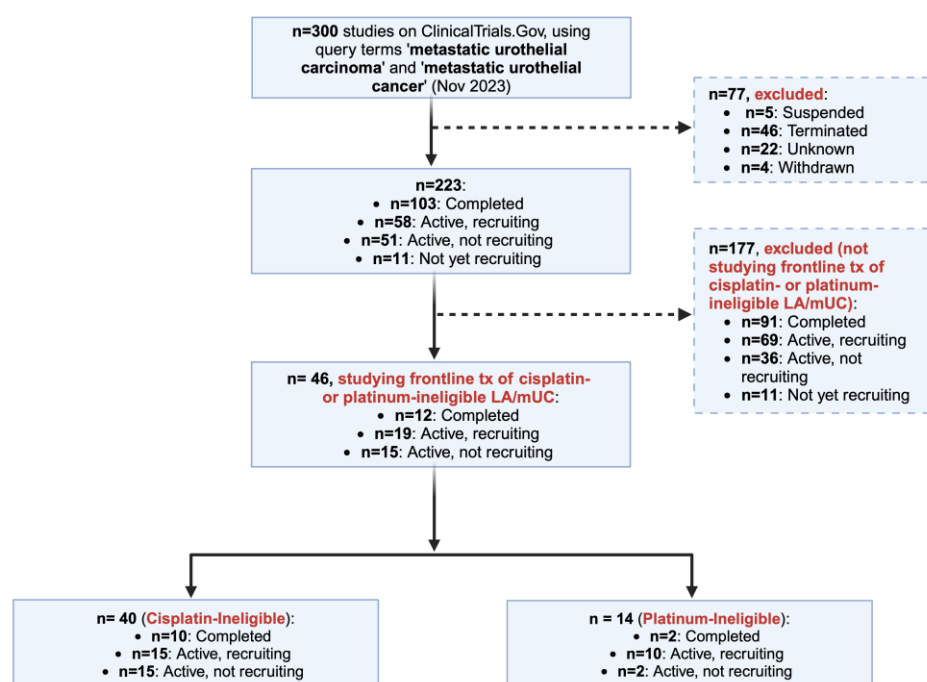 n=300 studies on ClinicalTrials.Gov, using
query terms 'metastatic urothelial
carcinoma' and 'metastatic urothelial
cancer' (Nov 2023)
n=77, excluded:
• n=5: Suspended
• n=46: Terminated
• n=22: Unknown
• n=4: Withdrawn
n=223:
• n=103: Completed
• n=58: Active, recruiting
• n=51: Active, not recruiting
• n=11: Not yet recruiting
n=177, excluded (not
studying frontline tx of
cisplatin- or platinum-
ineligible LA/mUC):
• n=91: Completed
• n=69: Active, recruiting
• n=36: Active, not
recruiting
• n=11: Not yet recruiting
n= 46, studying frontline tx of cisplatin-
or platinum-ineligible LA/mUC:
• n=12: Completed
• n=19: Active, recruiting
• n=15: Active, not recruiting
n= 40 (Cisplatin-Ineligible):
• n=10: Completed
• n=15: Active, recruiting
• n=15: Active, not recruiting
n = 14 (Platinum-Ineligible):
• n=2: Completed
• n=10: Active, recruiting
• n=2: Active, not recruiting